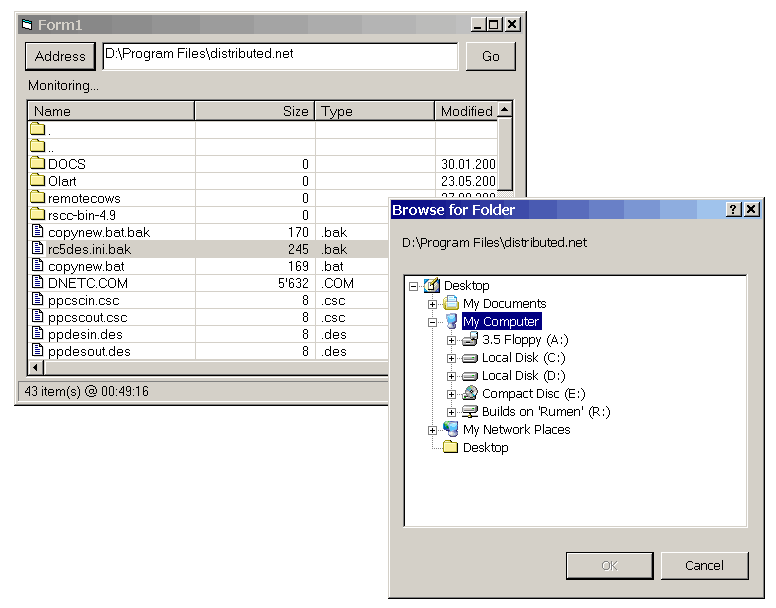 Form1
Address D:\Program Files\distributed.net Go
Monitoring...
Name Size Type Modified
.
..
DOCS 0 30.01.200
Olart 0 23.05.200
remotecows 0
rscc-bin-4.9 0
copynew.bat.bak 170 .bak
rc5des.ini.bak 245 .bak
copynew.bat 169 .bat
DNETC.COM 5'632 .COM
ppcscin.csc 8 .csc
ppcscout.csc 8 .csc
ppdesin.des 8 .des
ppdesout.des 8 .des
43 item(s) @ 00:49:16
Browse for Folder
D:\Program Files\distributed.net
Desktop
My Documents
My Computer
3.5 Floppy (A:)
Local Disk (C:)
Local Disk (D:)
Compact Disc (E:)
Builds on 'Rumen' (R:)
My Network Places
Desktop
OK Cancel